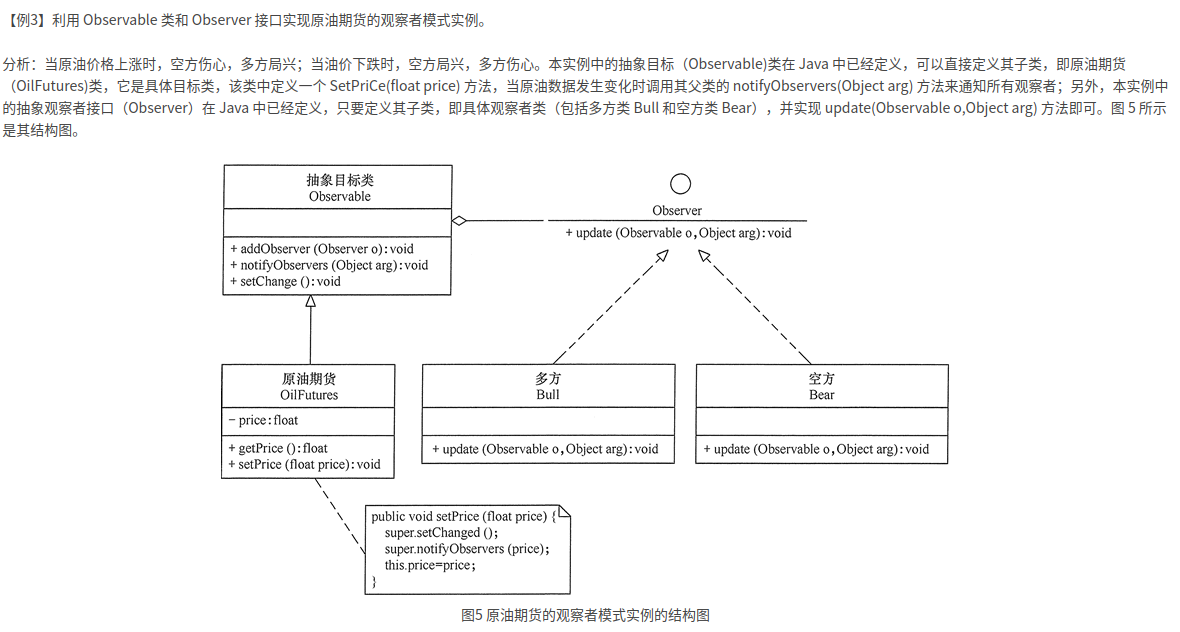 【例3】利用 Observable 类和 Observer 接口实现原油期货的观察者模式实例。
分析：当原油价格上涨时，空方伤心，多方局兴；当油价下跌时，空方局兴，多方伤心。本实例中的抽象目标（Observable)类在 Java 中已经定义，可以直接定义其子类，即原油期货
（OilFutures)类，它是具体目标类，该类中定义一个 SetPriCe(float price) 方法，当原油数据发生变化时调用其父类的 notifyObservers(Object arg) 方法来通知所有观察者；另外，本实例中
的抽象观察者接口（Observer）在 Java 中已经定义，只要定义其子类，即具体观察者类（包括多方类 Bull 和空方类 Bear），并实现 update(Observable o,Object arg) 方法即可。图 5 所示
是其结构图。
抽象目标类
Observable
+ addObserver (Observer o):void
+ notifyObservers (Object arg):void
+ setChange ():void
Observer
+ update (Observable o,Object arg):void
原油期货
OilFutures
− price:float
+ getPrice ():float
+ setPrice (float price):void
多方
Bull
+ update (Observable o,Object arg):void
空方
Bear
+ update (Observable o,Object arg):void
public void setPrice (float price) {
super.setChanged ();
super.notifyObservers (price);
this.price=price;
}
图5 原油期货的观察者模式实例的结构图